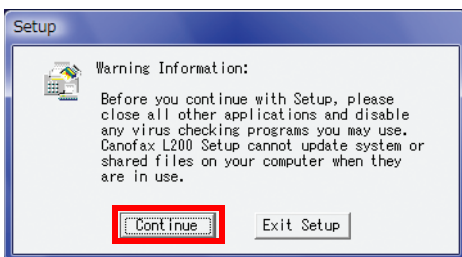 Setup
Warning Information:
Before you continue with Setup, please
close all other applications and disable
any virus checking programs you may use.
Canofax L200 Setup cannot update system or
shared files on your computer when they
are in use.
Continue
Exit Setup